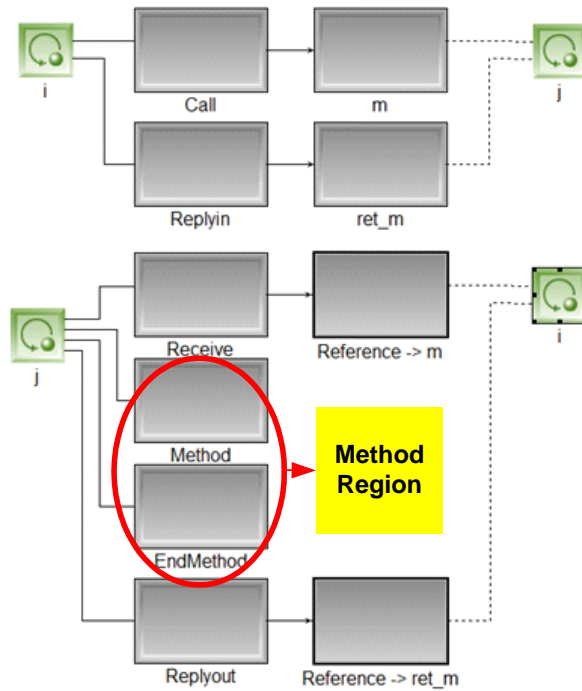 i
Call
m
j
Replyin
ret_m
j
Receive
Reference -> m
i
Method
Method
Region
EndMethod
Replyout
Reference -> ret_m